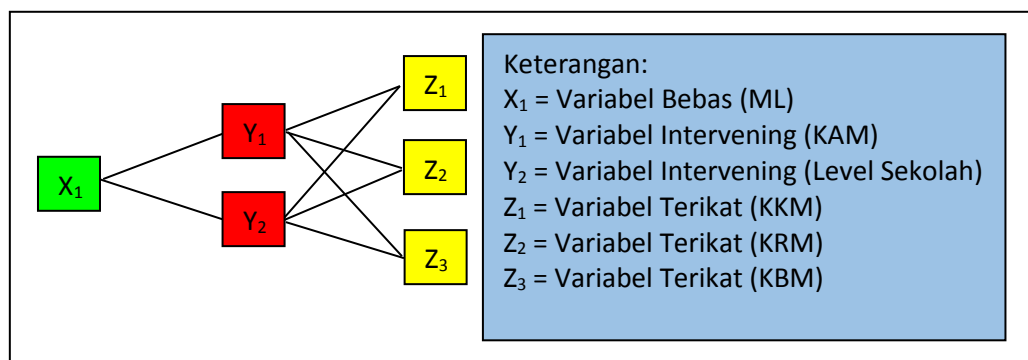 X₁
Y₁
Y₂
Z₁
Z₂
Z₃
Keterangan:
X₁ = Variabel Bebas (ML)
Y₁ = Variabel Intervening (KAM)
Y₂ = Variabel Intervening (Level Sekolah)
Z₁ = Variabel Terikat (KKM)
Z₂ = Variabel Terikat (KRM)
Z₃ = Variabel Terikat (KBM)